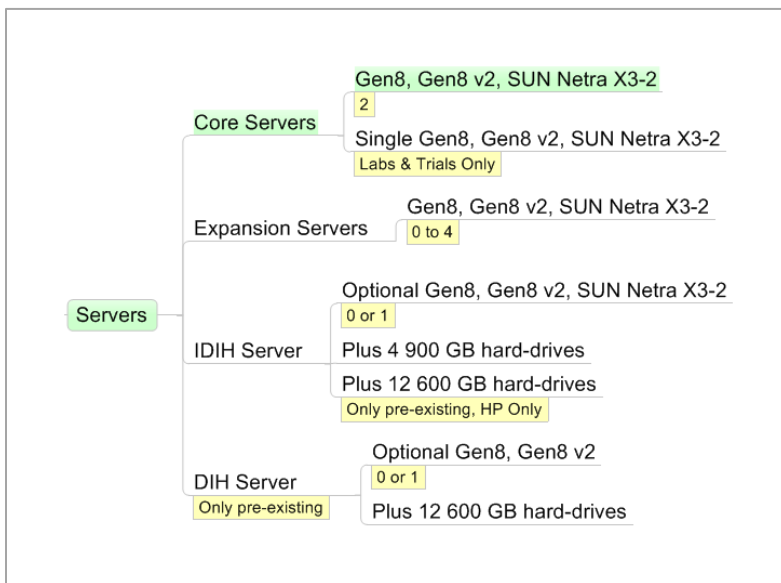 Servers
Core Servers
Gen8, Gen8 v2, SUN Netra X3-2
2
Single Gen8, Gen8 v2, SUN Netra X3-2
Labs & Trials Only
Expansion Servers
Gen8, Gen8 v2, SUN Netra X3-2
0 to 4
IDIH Server
Optional Gen8, Gen8 v2, SUN Netra X3-2
0 or 1
Plus 4 900 GB hard-drives
Plus 12 600 GB hard-drives
Only pre-existing, HP Only
DIH Server
Only pre-existing
Optional Gen8, Gen8 v2
0 or 1
Plus 12 600 GB hard-drives